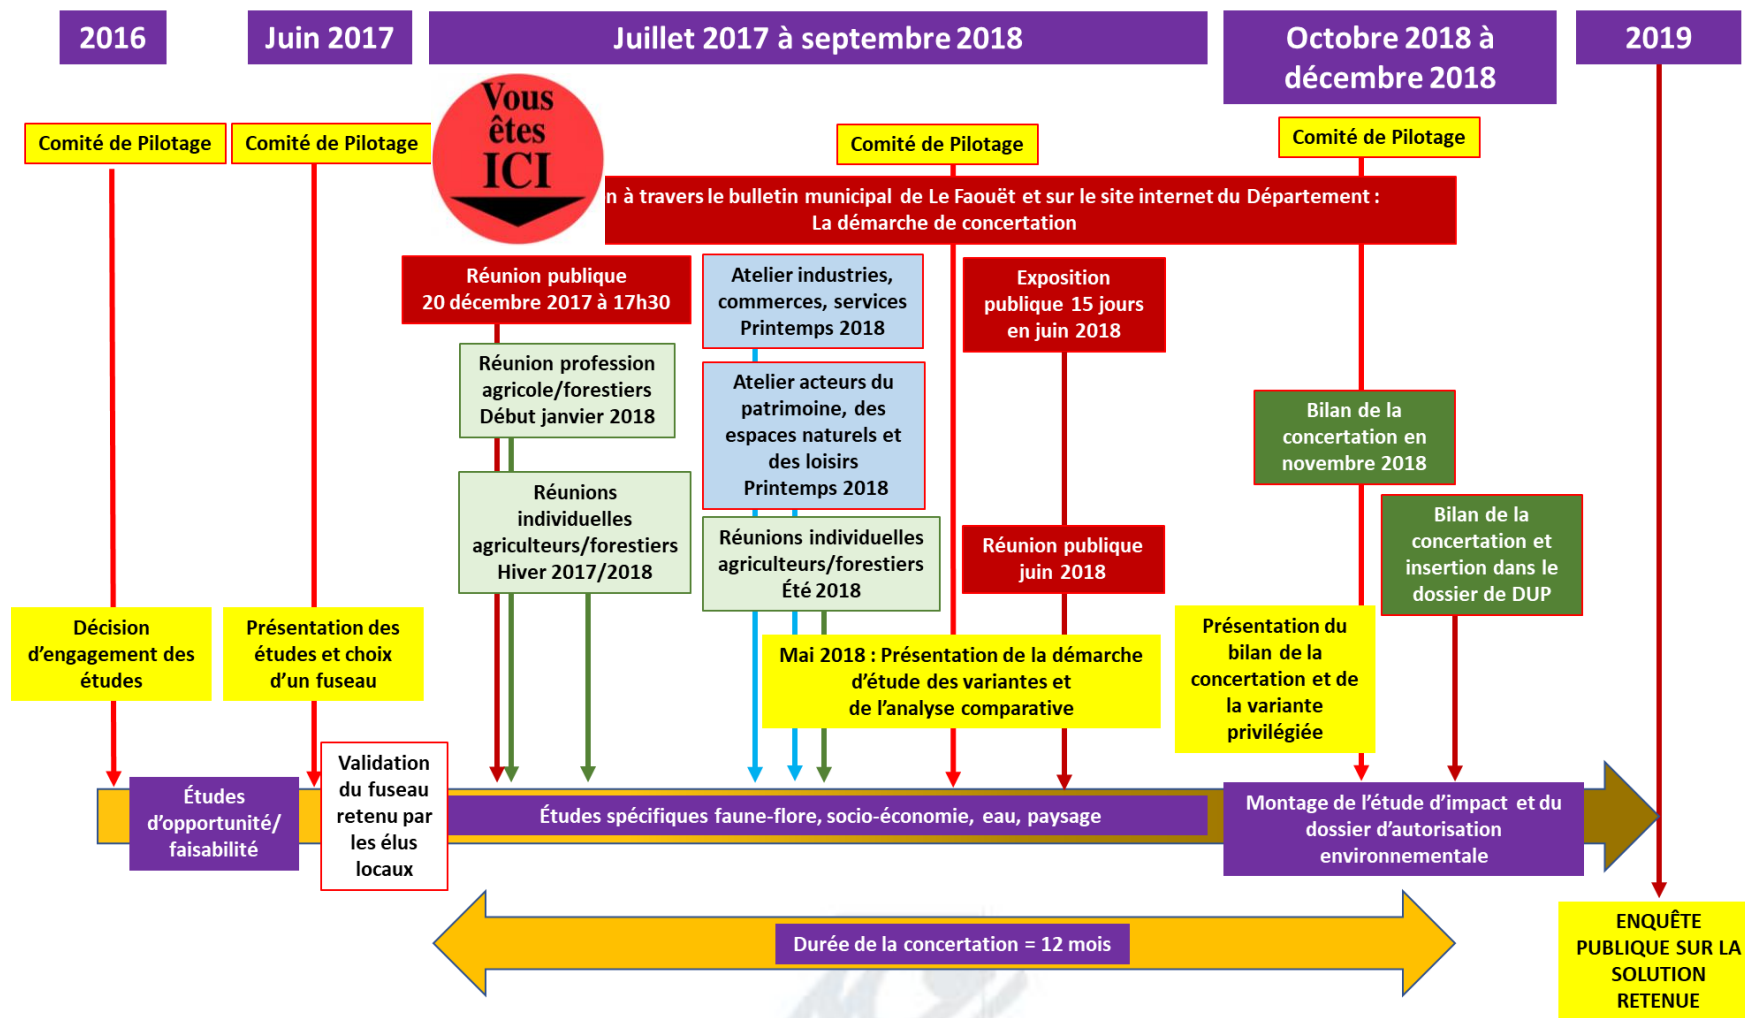 2016
Juin 2017
Juillet 2017 à septembre 2018
Octobre 2018 à
décembre 2018
2019
Vous
êtes
ICI
Comité de Pilotage
Comité de Pilotage
Comité de Pilotage
Comité de Pilotage
n à travers le bulletin municipal de Le Faouët et sur le site internet du Département :
La démarche de concertation
Réunion publique
20 décembre 2017 à 17h30
Atelier industries,
commerces, services
Printemps 2018
Exposition
publique 15 jours
en juin 2018
Réunion profession
agricole/forestiers
Début janvier 2018
Atelier acteurs du
patrimoine, des
espaces naturels et
des loisirs
Printemps 2018
Bilan de la
concertation en
novembre 2018
Réunions
individuelles
agriculteurs/forestiers
Hiver 2017/2018
Réunions individuelles
agriculteurs/forestiers
Été 2018
Réunion publique
juin 2018
Bilan de la
concertation et
insertion dans le
dossier de DUP
Décision
d’engagement des
études
Présentation des
études et choix
d’un fuseau
Mai 2018 : Présentation de la démarche
d’étude des variantes et
de l’analyse comparative
Présentation du
bilan de la
concertation et de
la variante
privilégiée
Études
d’opportunité/
faisabilité
Validation
du fuseau
retenu par
les élus
locaux
Études spécifiques faune-flore, socio-économie, eau, paysage
Montage de l’étude d’impact et du
dossier d’autorisation
environnementale
Durée de la concertation = 12 mois
ENQUÊTE
PUBLIQUE SUR LA
SOLUTION
RETENUE